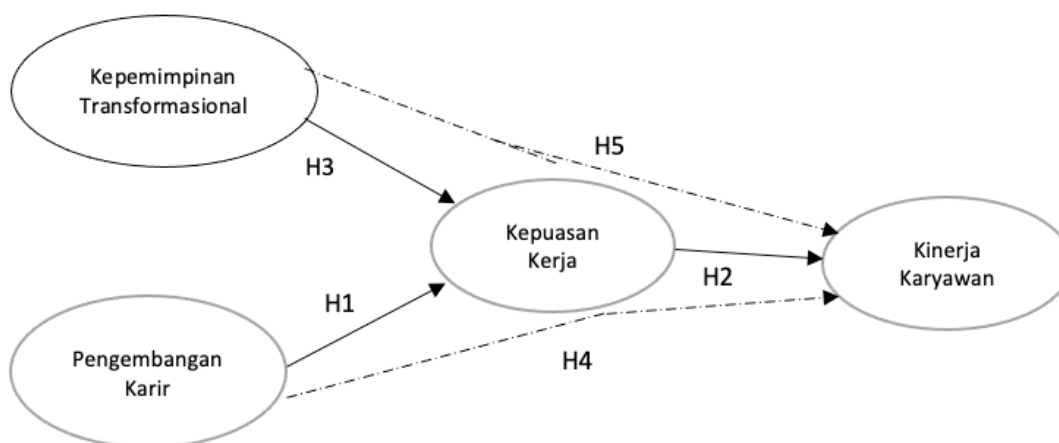 Kepemimpinan
Transformasional
H5
H3
Kepuasan
Kerja
Kinerja
Karyawan
H2
H1
Pengembangan
Karir
H4